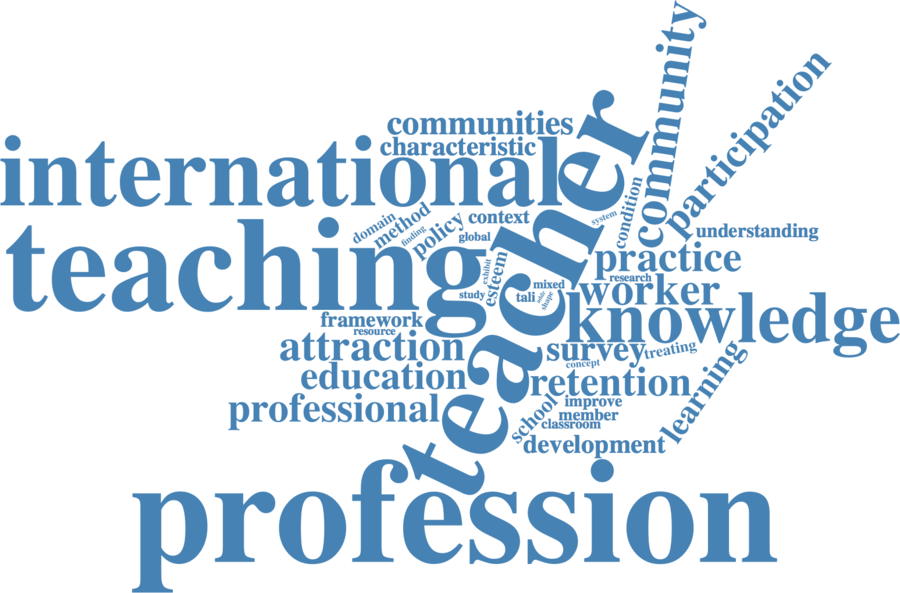 community
participation
communities
characteristic
international
teacher
teaching
domain
method
finding
policy
context
global
system
condition
understanding
practice
research
exhibit
esteem
study
tali
mixed
shape
worker
knowledge
framework
resource
attraction
survey
treating
concept
learning
education
retention
professional
school
improve
member
classroom
development
profession